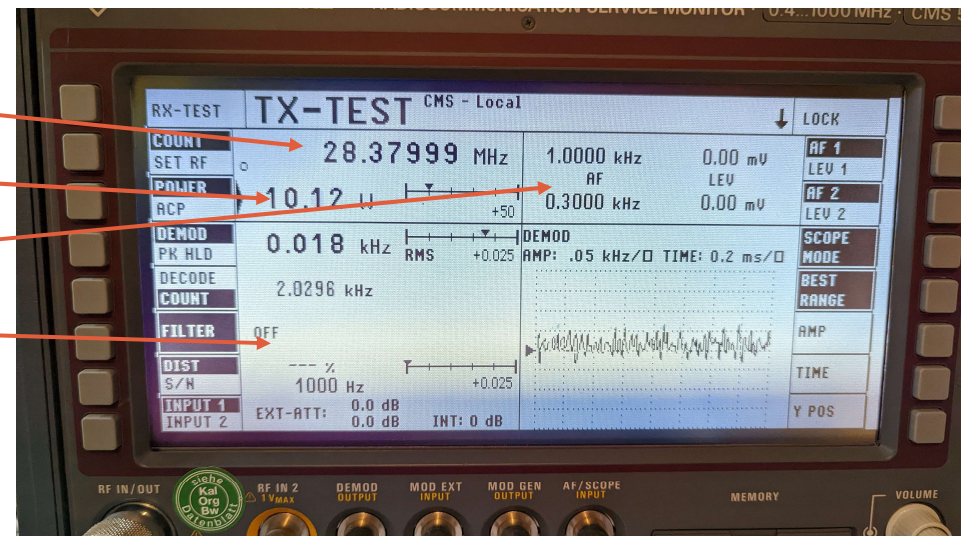 RADIOCOMMUNICATION SERVICE MONITOR · 0.4...1000 MHz · CMS
RX-TEST
TX-TEST CMS - Local
LOCK
COUNT
SET RF
28.37999 MHz
1.0000 kHz 0.00 mV
AF 1
LEV 1
POWER
ACP
10.12 W
+50
AF LEV
0.3000 kHz 0.00 mV
AF 2
LEV 2
DEMOD
PK HLD
0.018 kHz RMS +0.025
DEMOD
AMP: .05 kHz/□ TIME: 0.2 ms/□
SCOPE
MODE
DECODE
COUNT
2.0296 kHz
BEST
RANGE
FILTER
OFF
AMP
DIST
S/N
--- %
1000 Hz
+0.025
TIME
INPUT 1
INPUT 2
EXT-ATT: 0.0 dB
0.0 dB INT: 0 dB
Y POS
RF IN/OUT
siehe
Kal
Org
Bw
Datenblatt
RF IN 2
1 VMAX
DEMOD
OUTPUT
MOD EXT
INPUT
MOD GEN
OUTPUT
AF/SCOPE
INPUT
MEMORY
VOLUME